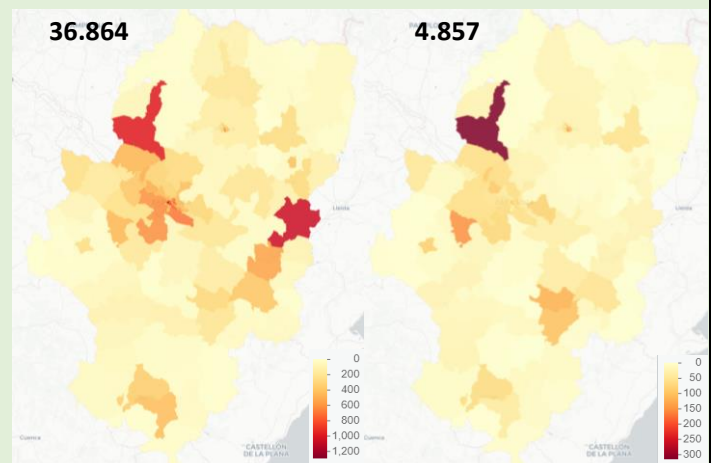 36.864
4.857
Lleida
Lleida
0
200
400
600
800
1,000
1,200
0
50
100
150
200
250
300
Cuenca
CASTELLÓN
DE LA PLANA
Cuenca
CASTELLÓN
DE LA PLANA